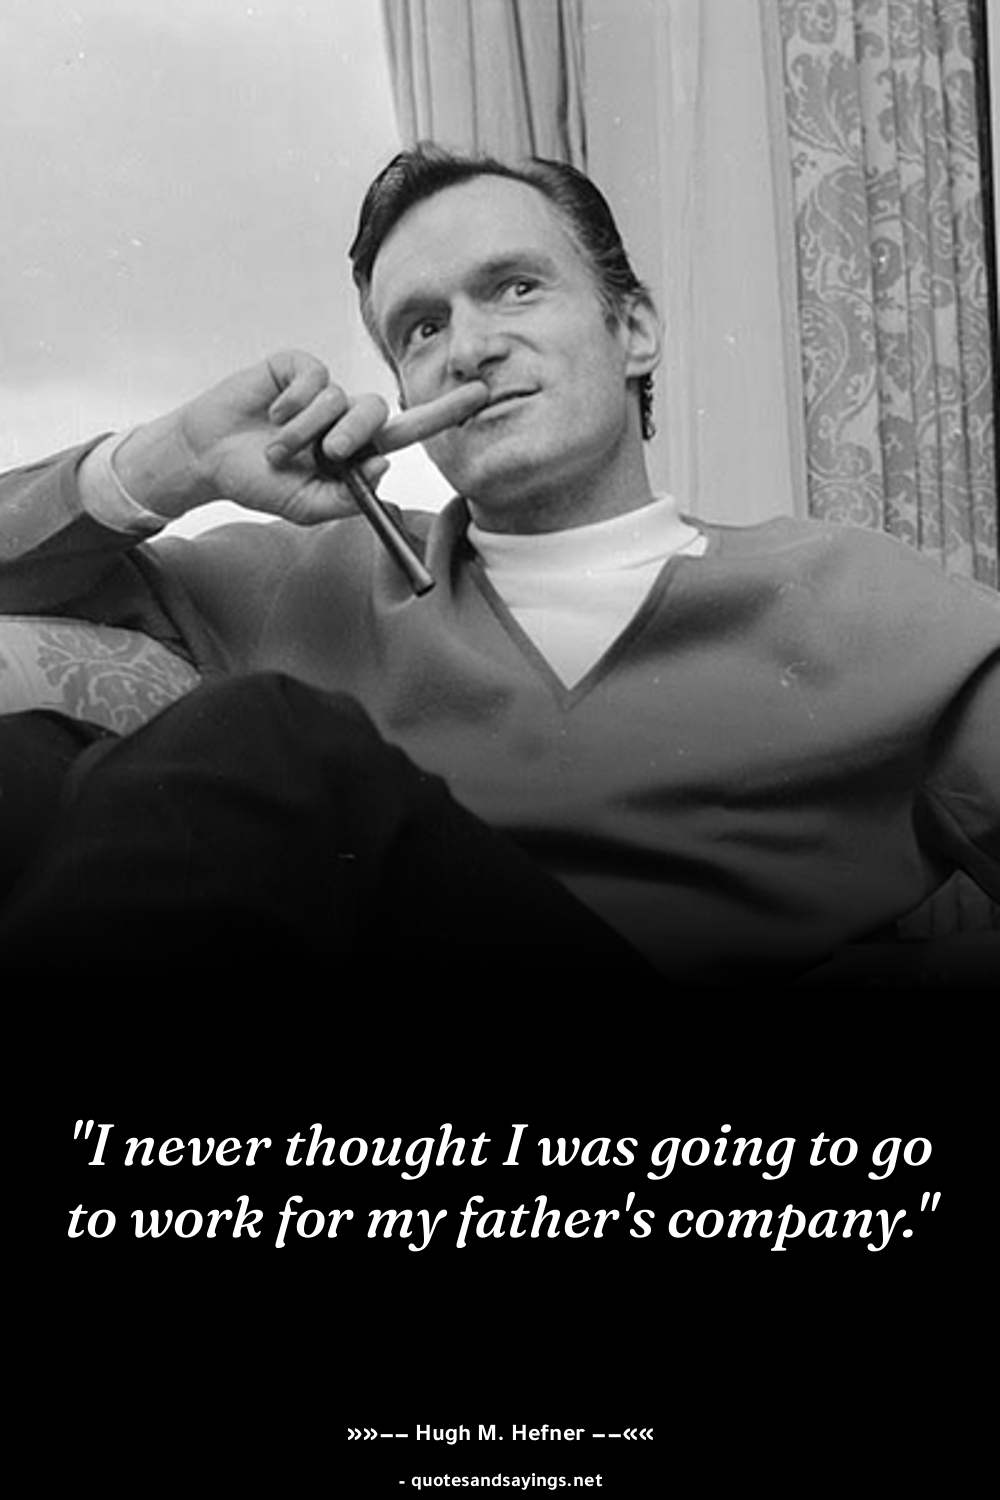 "I never thought I was going to go
to work for my father's company."
»»–– Hugh M. Hefner ––««
- quotesandsayings.net